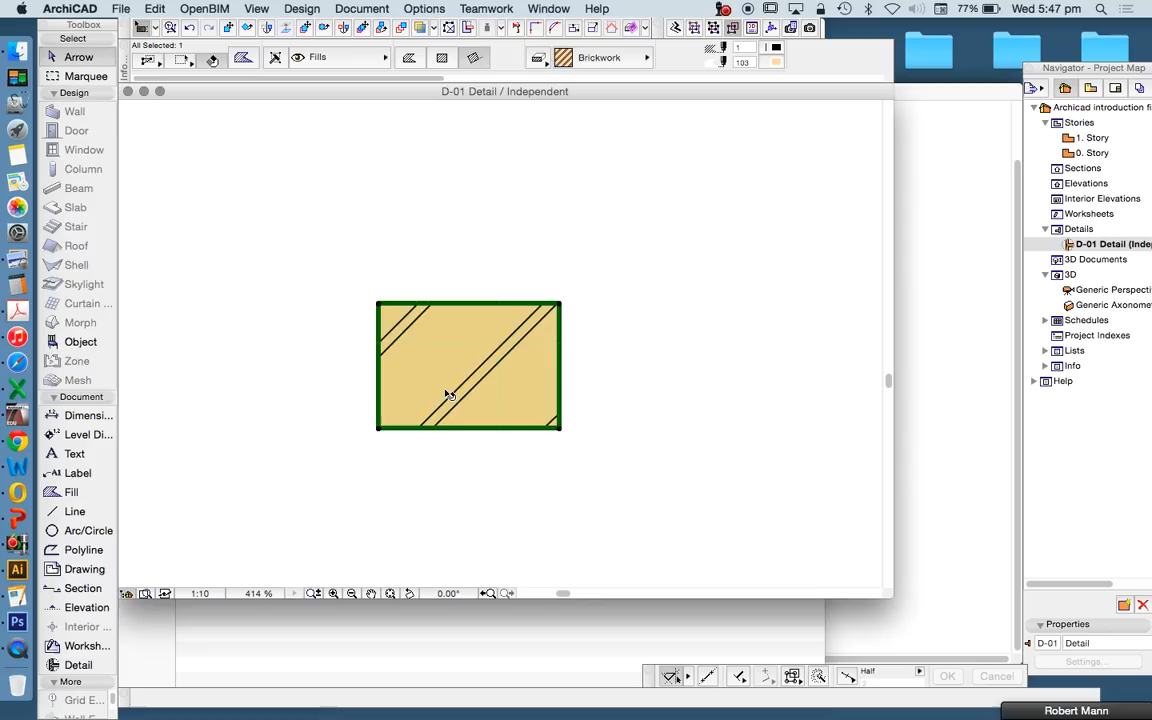 ArchiCAD File Edit OpenBIM View Design Document Options Teamwork Window Help 77% Wed 5:47 pm
Toolbox
Select
Arrow
Marquee
Design
Wall
Door
Window
Column
Beam
Slab
Stair
Roof
Shell
Skylight
Curtain ...
Morph
Object
Zone
Mesh
Document
Dimensi...
Level Di...
Text
A1 Label
Fill
Line
Arc/Circle
Polyline
Drawing
Section
Elevation
Interior ...
Worksh...
Detail
More
Grid E...
All Selected: 1
Info...
Fills
Brickwork
1
103
D-01 Detail / Independent
1:10 414 % 0.00°
Half
OK Cancel
Navigator - Project Map
Archicad introduction fi
Stories
1. Story
0. Story
Sections
Elevations
Interior Elevations
Worksheets
Details
D-01 Detail (Inde
3D Documents
3D
Generic Perspecti
Generic Axonome
Schedules
Project Indexes
Lists
Info
Help
Properties
D-01 Detail
Settings...
Robert Mann